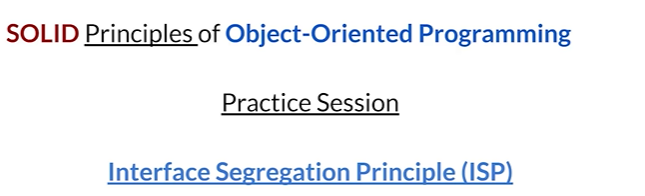 SOLID Principles of Object-Oriented Programming
Practice Session
Interface Segregation Principle (ISP)